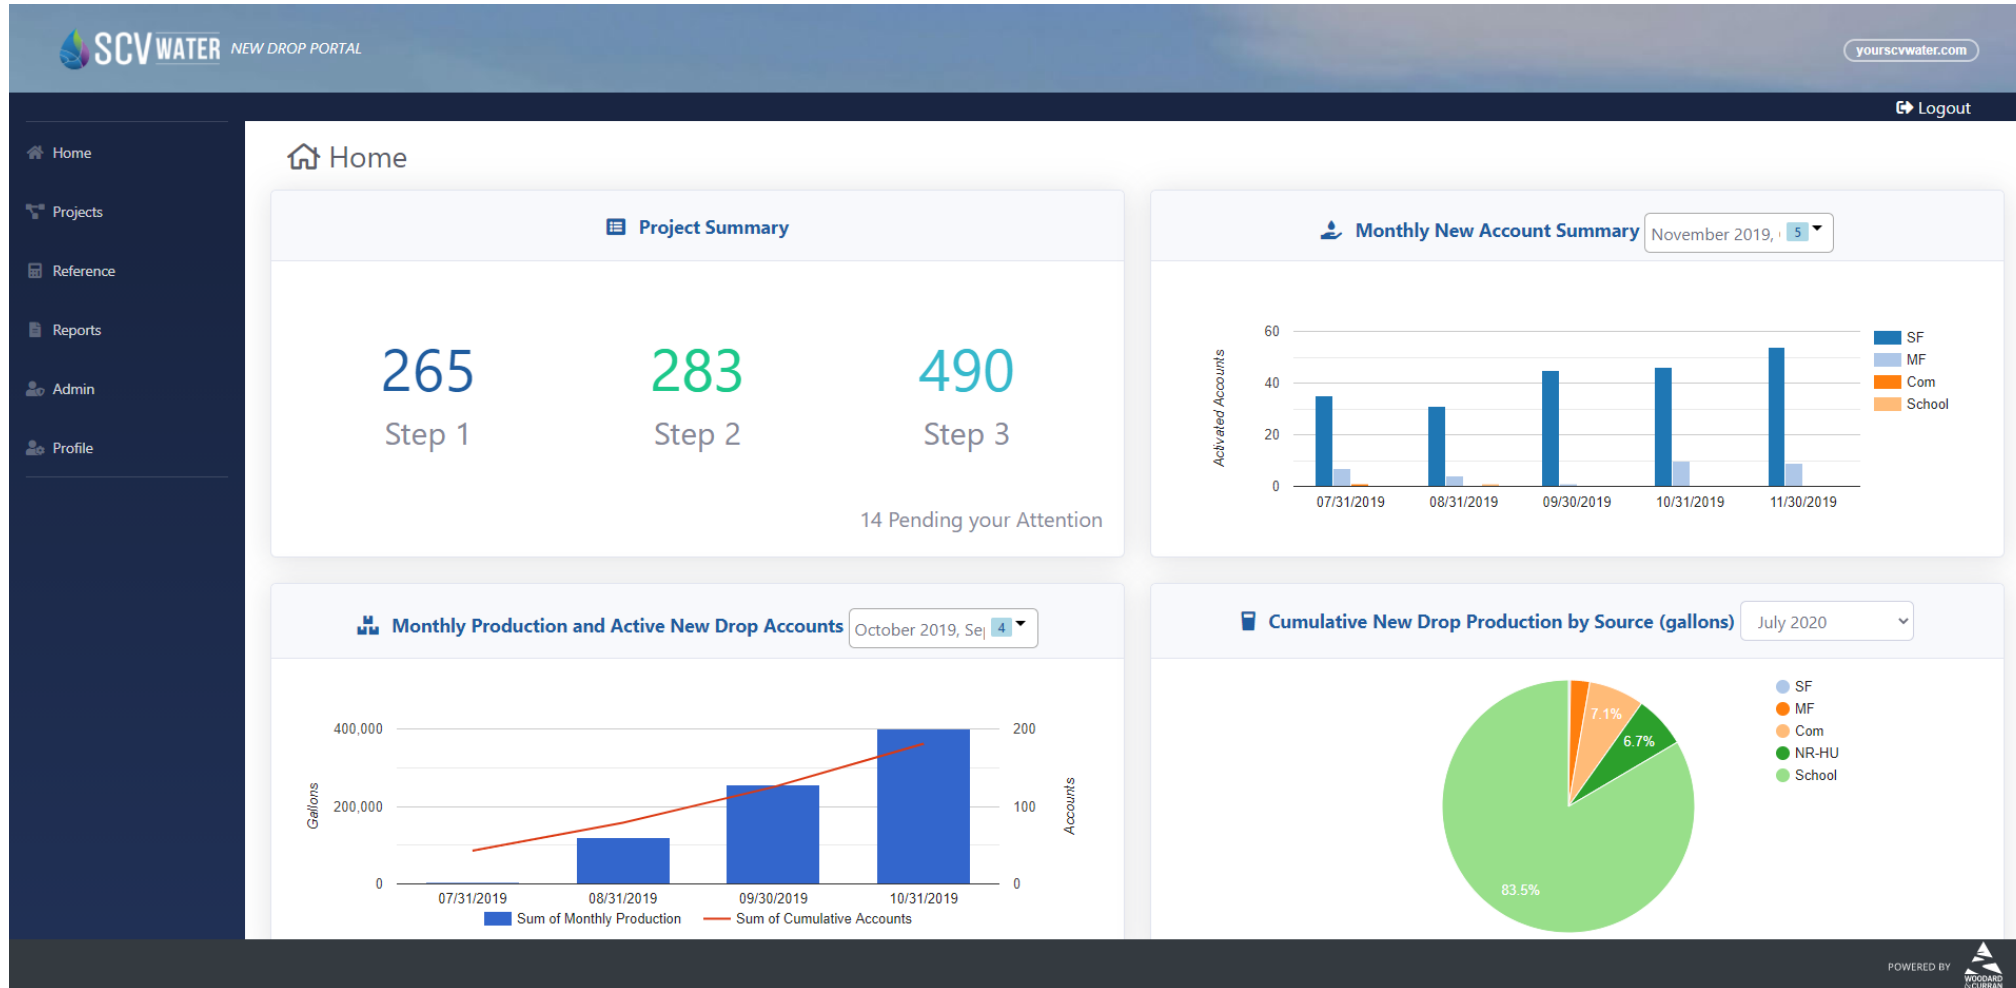 SCV WATER NEW DROP PORTAL
yourscvwater.com
Logout
Home
Projects
Reference
Reports
Admin
Profile
Home
Project Summary
265
283
490
Step 1
Step 2
Step 3
14 Pending your Attention
Monthly New Account Summary
November 2019,
5
Activated Accounts
60
40
20
0
07/31/2019
08/31/2019
09/30/2019
10/31/2019
11/30/2019
SF
MF
Com
School
Monthly Production and Active New Drop Accounts
October 2019, Se
4
Gallons
400,000
200,000
0
200
100
0
Accounts
07/31/2019
08/31/2019
09/30/2019
10/31/2019
Sum of Monthly Production
Sum of Cumulative Accounts
Cumulative New Drop Production by Source (gallons)
July 2020
7.1%
6.7%
83.5%
SF
MF
Com
NR-HU
School
POWERED BY
WOODARD
&CURRAN